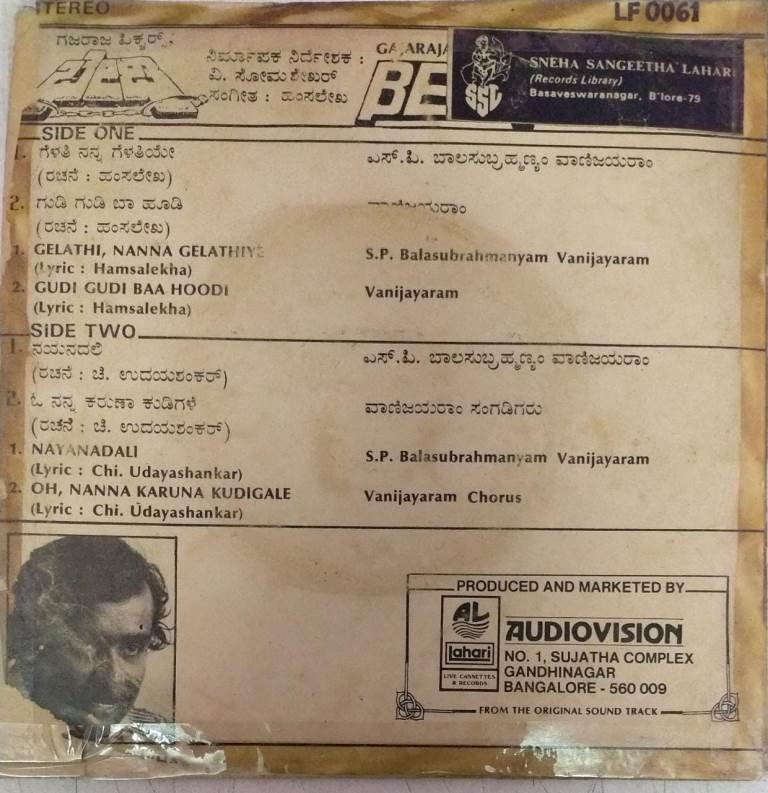 STEREO
LF 0061
ಗಜರಾಜ ಪಿಕ್ಚರ್ಸ್.
ನಿರ್ಮಾಪಕ ನಿರ್ದೇಶಕ :
ವಿ. ಸೋಮಶೇಖರ್
ಸಂಗೀತ : ಹಂಸಲೇಖ
SNEHA SANGEETHA LAHARI
(Records Library)
Basaveswaranagar, B'lore-79
SSL
SIDE ONE
1. ಗೆಳತಿ ನನ್ನ ಗೆಳತಿಯೇ ಎಸ್.ಪಿ. ಬಾಲಸುಬ್ರಹ್ಮಣ್ಯಂ ವಾಣಿಜಯರಾಂ
(ರಚನೆ : ಹಂಸಲೇಖ)
2. ಗುಡಿ ಗುಡಿ ಬಾ ಹೂಡಿ ವಾಣಿಜಯರಾಂ
(ರಚನೆ : ಹಂಸಲೇಖ)
1. GELATHI, NANNA GELATHIYE S.P. Balasubrahmanyam Vanijayaram
(Lyric : Hamsalekha)
2. GUDI GUDI BAA HOODI Vanijayaram
(Lyric : Hamsalekha)
SIDE TWO
1. ನಯನದಲಿ ಎಸ್.ಪಿ. ಬಾಲಸುಬ್ರಹ್ಮಣ್ಯಂ ವಾಣಿಜಯರಾಂ
(ರಚನೆ : ಚಿ. ಉದಯಶಂಕರ್)
2. ಓ ನನ್ನ ಕರುಣಾ ಕುಡಿಗಳೆ ವಾಣಿಜಯರಾಂ ಸಂಗಡಿಗರು
(ರಚನೆ : ಚಿ. ಉದಯಶಂಕರ್)
1. NAYANADALI S.P. Balasubrahmanyam Vanijayaram
(Lyric : Chi. Udayashankar)
2. OH, NANNA KARUNA KUDIGALE Vanijayaram Chorus
(Lyric : Chi. Udayashankar)
PRODUCED AND MARKETED BY
AL
Lahari
LIVE CASSETTES
& RECORDS
AUDIOVISION
NO. 1, SUJATHA COMPLEX
GANDHINAGAR
BANGALORE - 560 009
FROM THE ORIGINAL SOUND TRACK